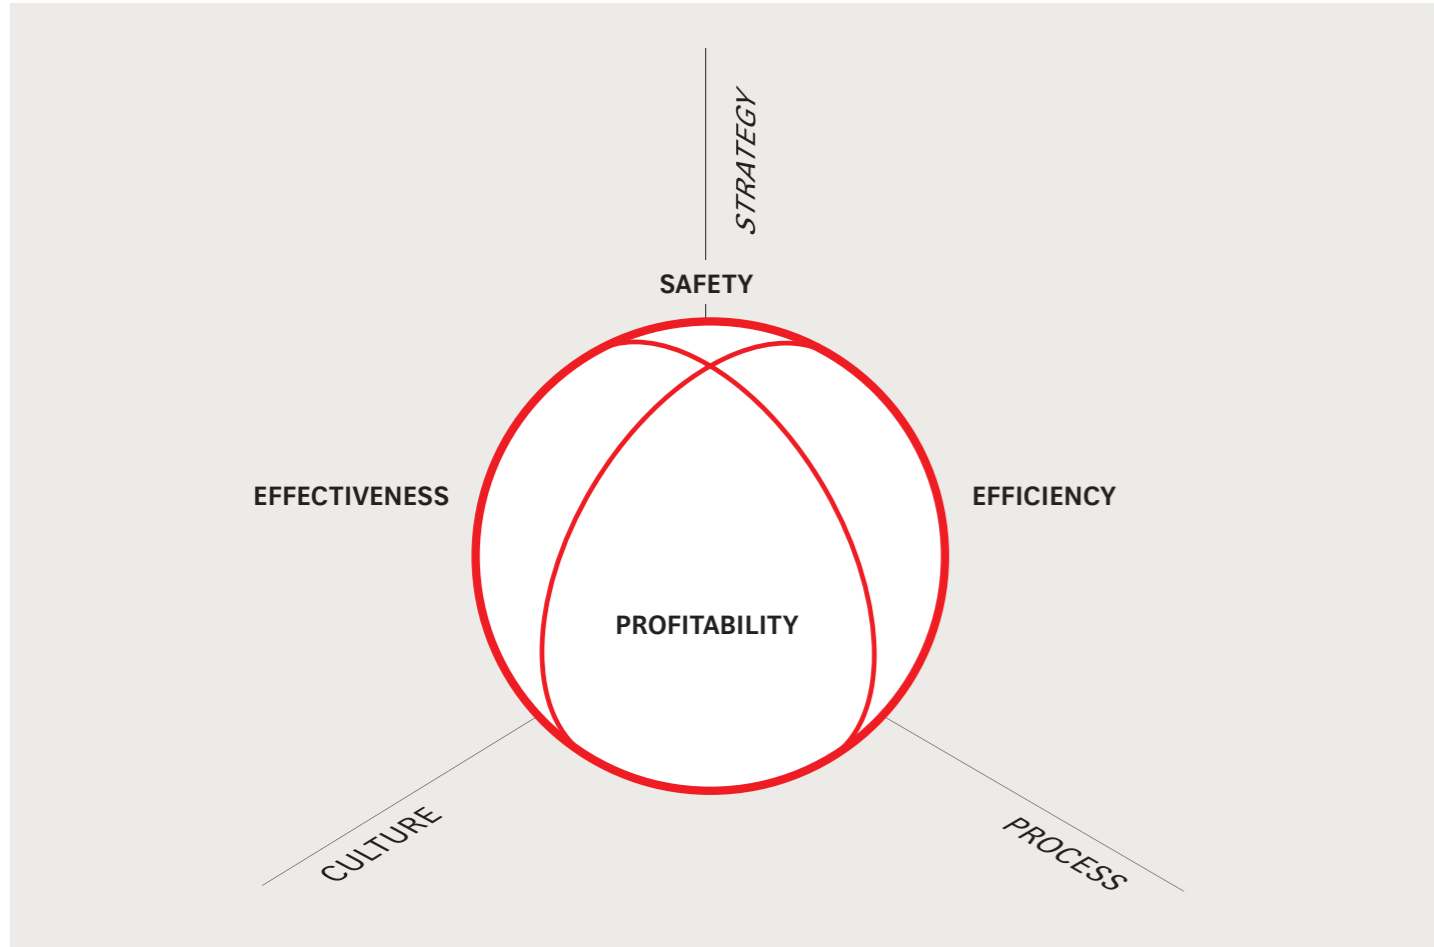 STRATEGY
SAFETY
EFFECTIVENESS
EFFICIENCY
PROFITABILITY
CULTURE
PROCESS